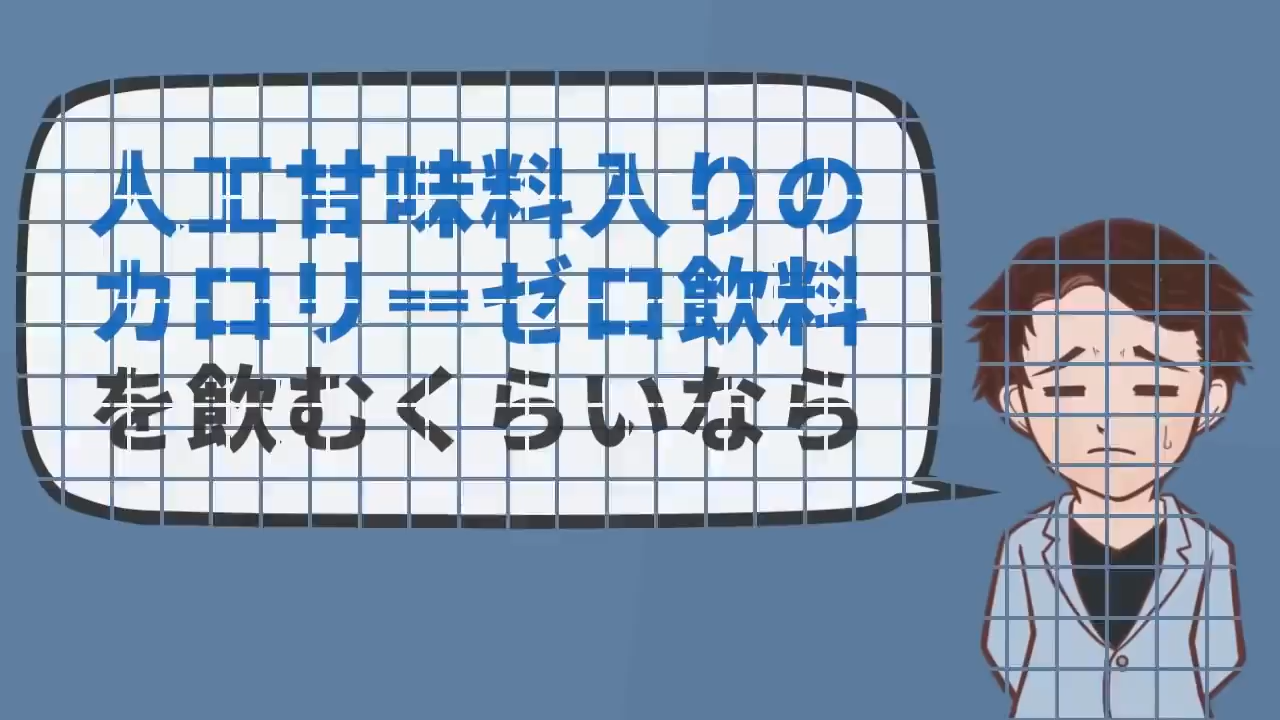 人工甘味料入りの
カロリーゼロ飲料
を飲むくらいなら